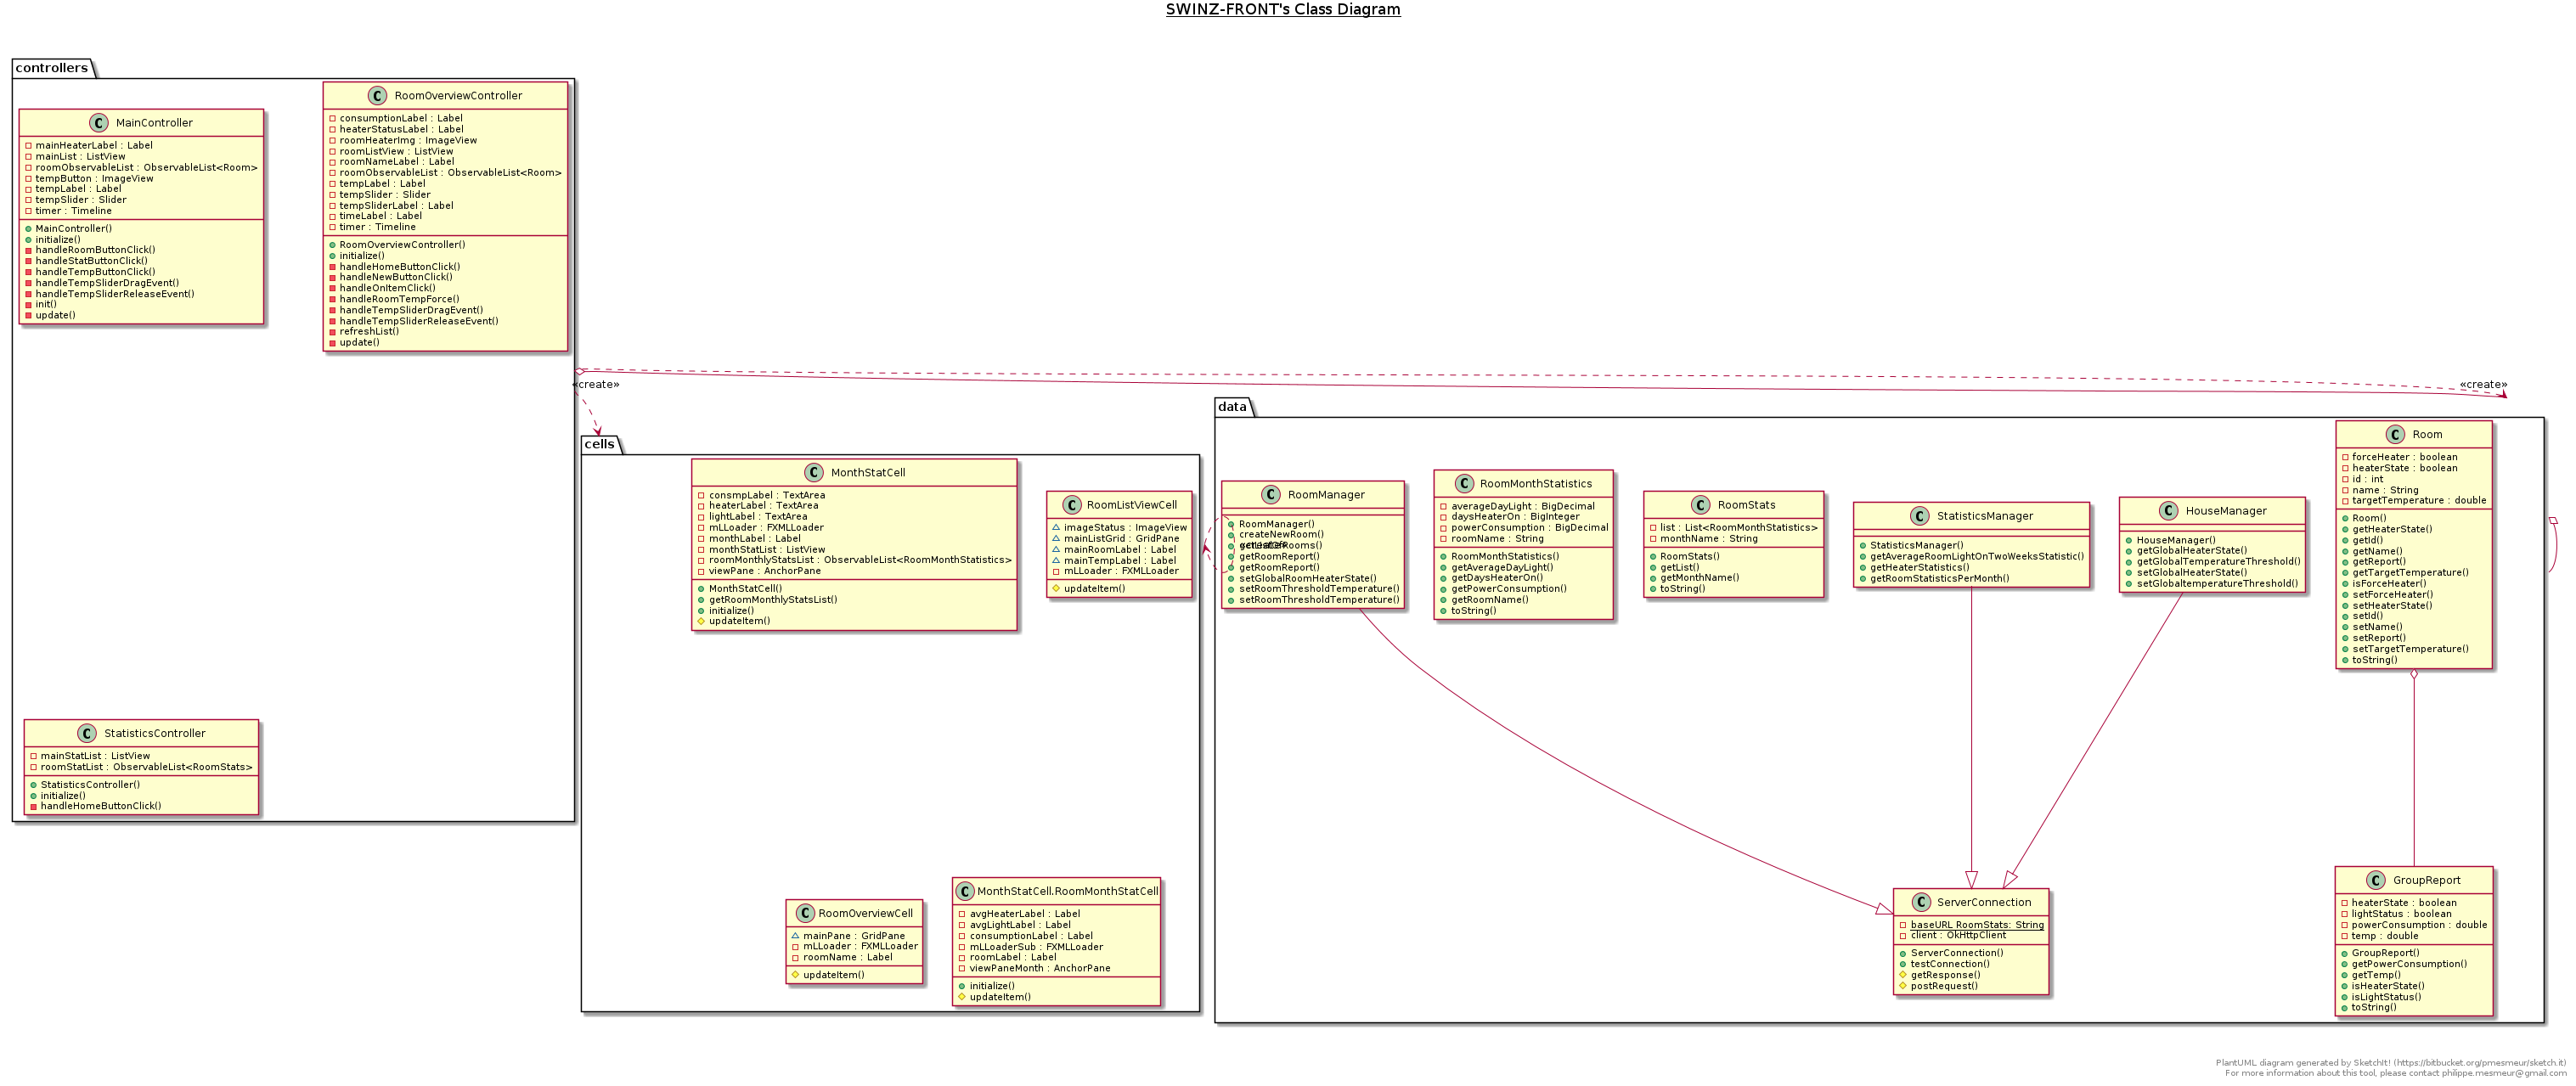 SWINZ-FRONT's Class Diagram
controllers
C MainController
mainHeaterLabel : Label
mainList : ListView
roomObservableList : ObservableList<Room>
tempButton : ImageView
tempLabel : Label
tempSlider : Slider
timer : Timeline
MainController()
initialize()
handleRoomButtonClick()
handleStatButtonClick()
handleTempButtonClick()
handleTempSliderDragEvent()
handleTempSliderReleaseEvent()
init()
update()
C RoomOverviewController
consumptionLabel : Label
heaterStatusLabel : Label
roomHeaterImg : ImageView
roomListView : ListView
roomNameLabel : Label
roomObservableList : ObservableList<Room>
tempLabel : Label
tempSlider : Slider
tempSliderLabel : Label
timeLabel : Label
timer : Timeline
RoomOverviewController()
initialize()
handleHomeButtonClick()
handleNewButtonClick()
handleOnItemClick()
handleRoomTempForce()
handleTempSliderDragEvent()
handleTempSliderReleaseEvent()
refreshList()
update()
C StatisticsController
mainStatList : ListView
roomStatList : ObservableList<RoomStats>
StatisticsController()
initialize()
handleHomeButtonClick()
«create»
«create»
cells
C MonthStatCell
consmpLabel : TextArea
heaterLabel : TextArea
lightLabel : TextArea
mLLoader : FXMLLoader
monthLabel : Label
monthStatList : ListView
roomMonthlyStatsList : ObservableList<RoomMonthStatistics>
viewPane : AnchorPane
MonthStatCell()
getRoomMonthlyStatsList()
initialize()
updateItem()
C RoomListViewCell
imageStatus : ImageView
mainListGrid : GridPane
mainRoomLabel : Label
mainTempLabel : Label
mLLoader : FXMLLoader
updateItem()
C RoomOverviewCell
mainPane : GridPane
mLLoader : FXMLLoader
roomName : Label
updateItem()
C MonthStatCell.RoomMonthStatCell
avgHeaterLabel : Label
avgLightLabel : Label
consumptionLabel : Label
mLLoaderSub : FXMLLoader
roomLabel : Label
viewPaneMonth : AnchorPane
initialize()
updateItem()
data
C RoomManager
RoomManager()
createNewRoom()
getListOfRooms()
«create»
getRoom()
getRoomReport()
setGlobalRoomHeaterState()
setRoomThresholdTemperature()
setRoomThresholdTemperature()
C RoomMonthStatistics
averageDayLight : BigDecimal
daysHeaterOn : BigInteger
powerConsumption : BigDecimal
roomName : String
RoomMonthStatistics()
getAverageDayLight()
getDaysHeaterOn()
getPowerConsumption()
getRoomName()
toString()
C RoomStats
list : List<RoomMonthStatistics>
monthName : String
RoomStats()
getList()
getMonthName()
toString()
C StatisticsManager
StatisticsManager()
getAverageRoomLightOnTwoWeeksStatistic()
getHeaterStatistics()
getRoomStatisticsPerMonth()
C HouseManager
HouseManager()
getGlobalHeaterState()
getGlobalTemperatureThreshold()
setGlobalHeaterState()
setGlobaltemperatureThreshold()
C Room
forceHeater : boolean
heaterState : boolean
id : int
name : String
targetTemperature : double
Room()
getHeaterState()
getId()
getName()
getReport()
getTargetTemperature()
isForceHeater()
setForceHeater()
setHeaterState()
setId()
setName()
setReport()
setTargetTemperature()
toString()
C ServerConnection
baseURL RoomStats: String
client : OkHttpClient
ServerConnection()
testConnection()
getResponse()
postRequest()
C GroupReport
heaterState : boolean
lightStatus : boolean
powerConsumption : double
temp : double
GroupReport()
getPowerConsumption()
getTemp()
isHeaterState()
isLightStatus()
toString()
PlantUML diagram generated by SketchIt! (https://bitbucket.org/pmesmeur/sketch.it)
For more information about this tool, please contact philippe.mesmeur@gmail.com